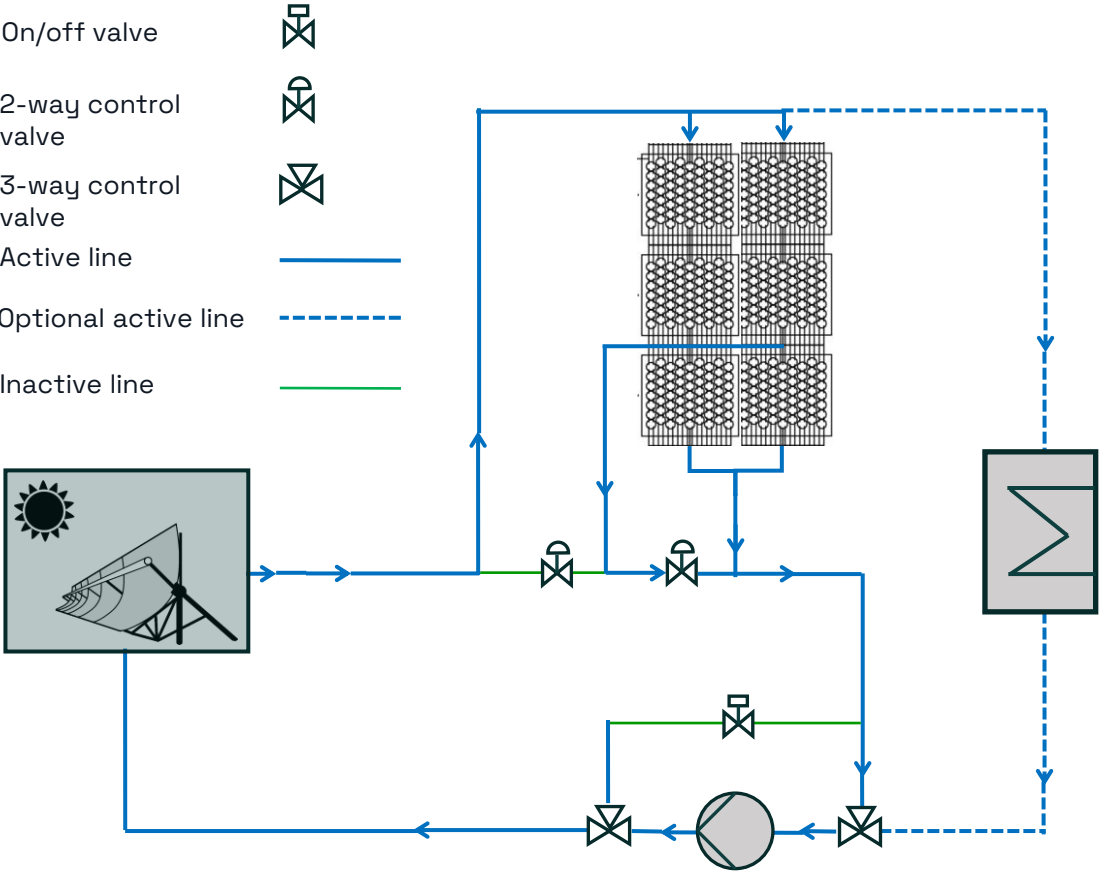 On/off valve
2-way control
valve
3-way control
valve
Active line
Optional active line
Inactive line